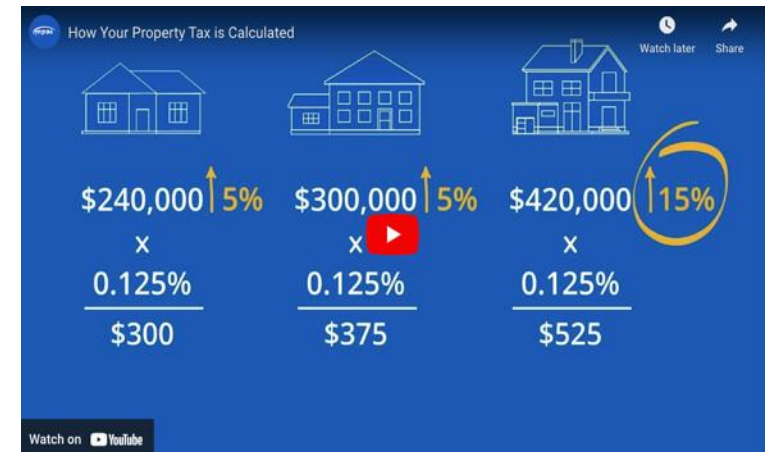 mpac
How Your Property Tax is Calculated
Watch later
Share
$240,000 5% $300,000 5% $420,000 15%
x x x
0.125% 0.125% 0.125%
$300 $375 $525
Watch on YouTube